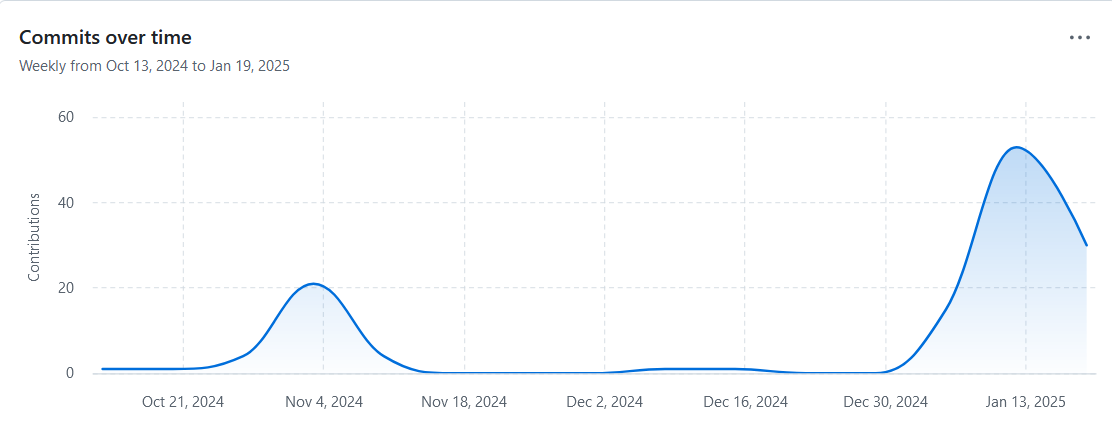 Commits over time
Weekly from Oct 13, 2024 to Jan 19, 2025
Contributions
60
40
20
0
Oct 21, 2024 Nov 4, 2024 Nov 18, 2024 Dec 2, 2024 Dec 16, 2024 Dec 30, 2024 Jan 13, 2025